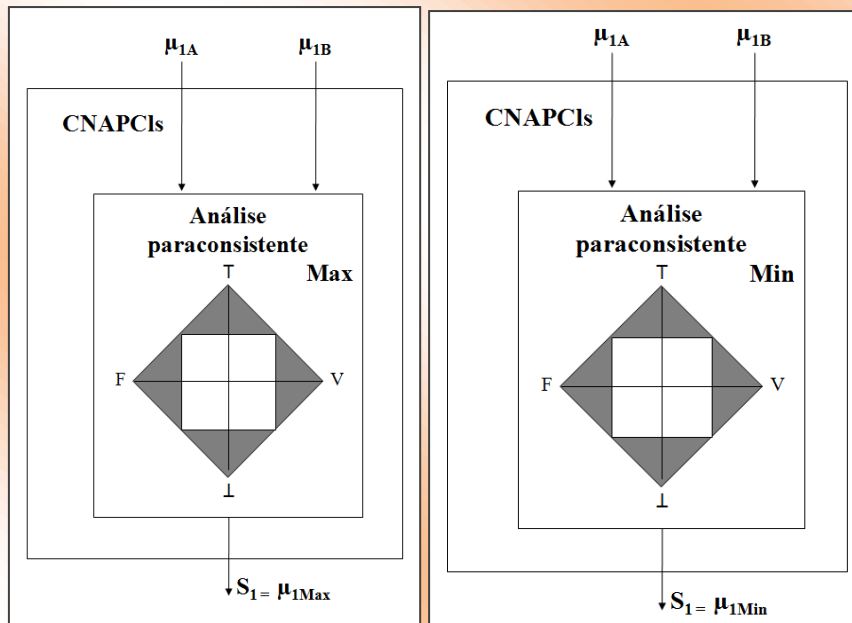 μ1A μ1B
CNAPCls
Análise
paraconsistente
Max
⊤
F V
⊥
S1 = μ1Max
μ1A μ1B
CNAPCls
Análise
paraconsistente
Min
⊤
F V
⊥
S1 = μ1Min